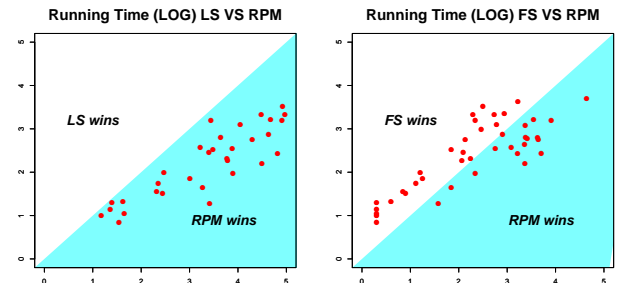 Running Time (LOG) LS VS RPM
5
4
3
2
1
0
LS wins
RPM wins
0 1 2 3 4 5
Running Time (LOG) FS VS RPM
5
4
3
2
1
0
FS wins
RPM wins
0 1 2 3 4 5